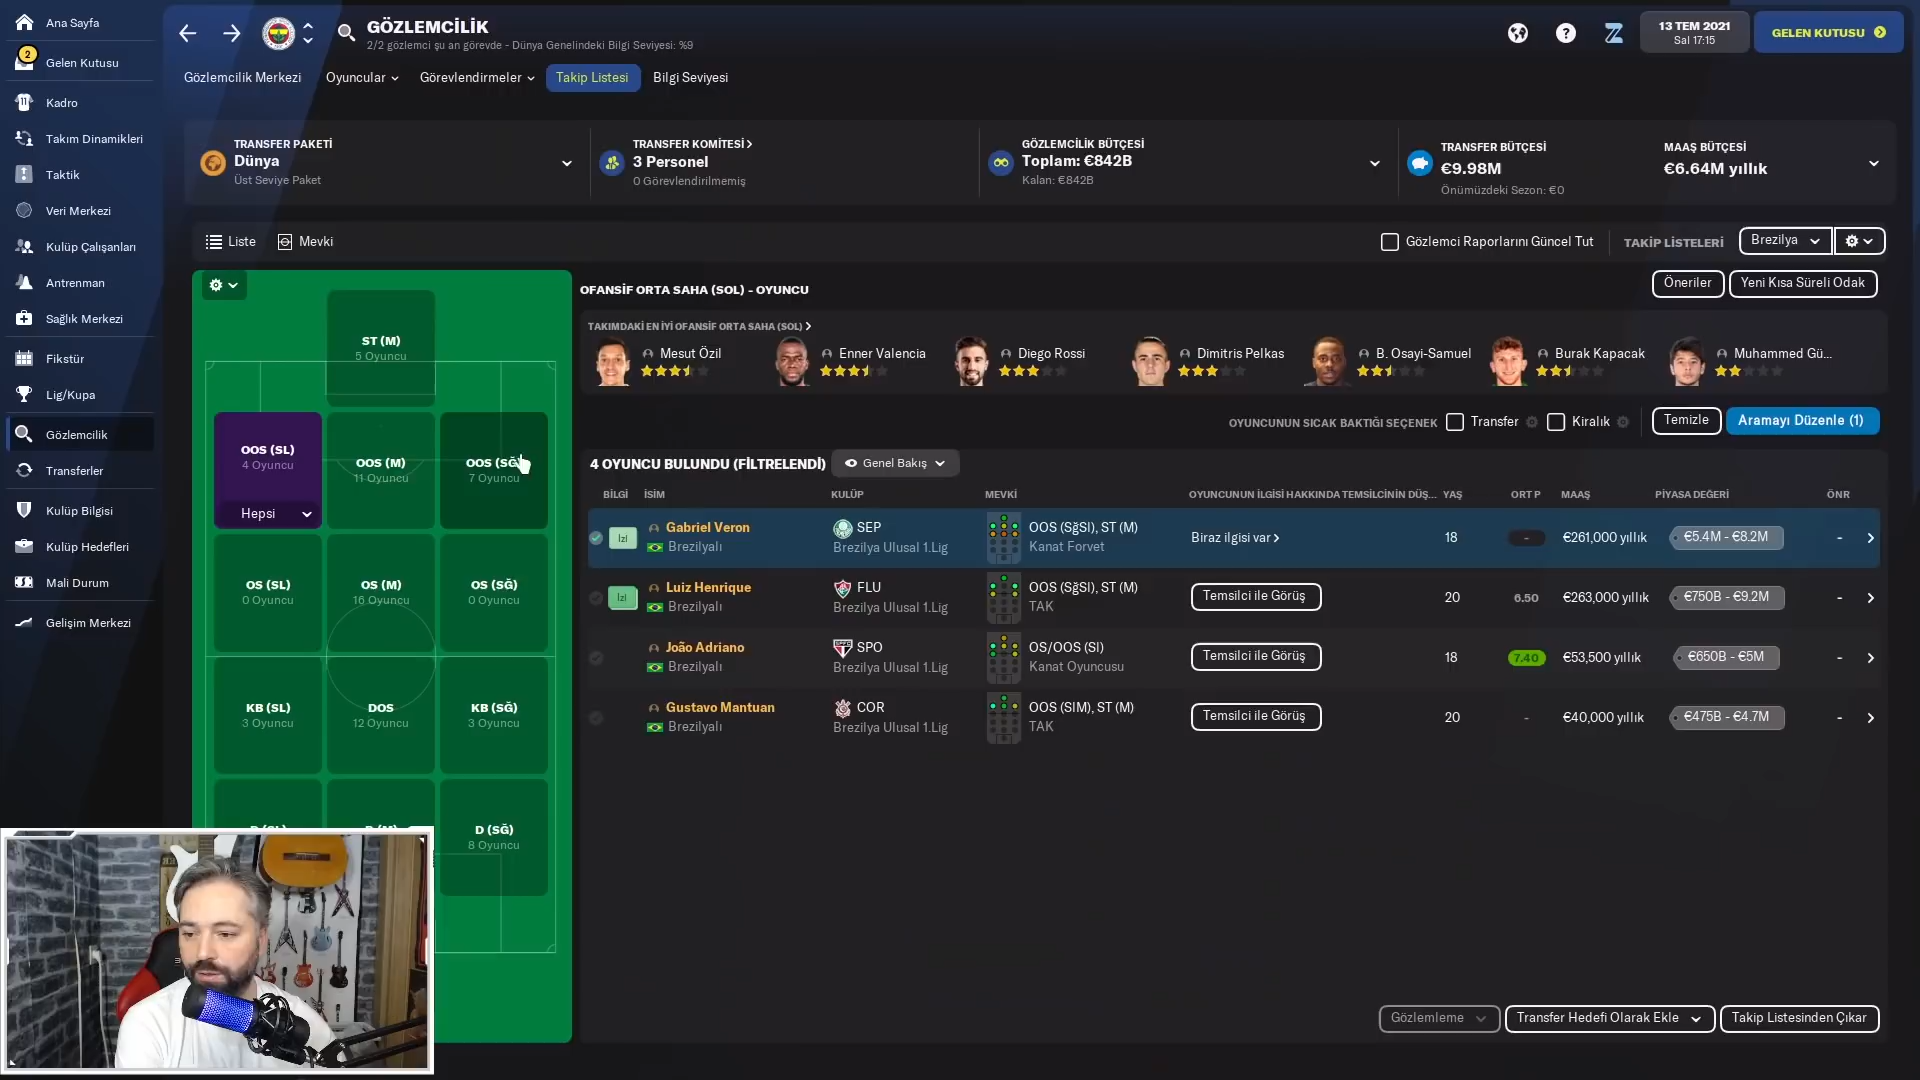 Ana Sayfa
2
Gelen Kutusu
Kadro
Takım Dinamikleri
Taktik
Veri Merkezi
Kulüp Çalışanları
Antrenman
Sağlık Merkezi
Fikstür
Lig/Kupa
Gözlemcilik
Transferler
Kulüp Bilgisi
Kulüp Hedefleri
Mali Durum
Gelişim Merkezi
GÖZLEMCİLİK
2/2 gözlemci şu an görevde - Dünya Genelindeki Bilgi Seviyesi: %9
13 TEM 2021
Sal 17:15
GELEN KUTUSU
Gözlemcilik Merkezi Oyuncular Görevlendirmeler Takip Listesi Bilgi Seviyesi
TRANSFER PAKETİ
Dünya
Üst Seviye Paket
TRANSFER KOMİTESİ
3 Personel
0 Görevlendirilmemiş
GÖZLEMCİLİK BÜTÇESİ
Toplam: €842B
Kalan: €842B
TRANSFER BÜTÇESİ
€9.98M
Önümüzdeki Sezon: €0
MAAŞ BÜTÇESİ
€6.64M yıllık
Liste Mevki
Gözlemci Raporlarını Güncel Tut TAKİP LİSTELERİ Brezilya
ST (M)
5 Oyuncu
OOS (SL)
4 Oyuncu
Hepsi
OOS (M)
11 Oyuncu
OOS (SĞ)
7 Oyuncu
OS (SL)
0 Oyuncu
OS (M)
16 Oyuncu
OS (SĞ)
0 Oyuncu
KB (SL)
3 Oyuncu
DOS
12 Oyuncu
KB (SĞ)
3 Oyuncu
D (SĞ)
8 Oyuncu
OFANSİF ORTA SAHA (SOL) - OYUNCU
Öneriler Yeni Kısa Süreli Odak
TAKIMDAKİ EN İYİ OFANSİF ORTA SAHA (SOL)
Mesut Özil Enner Valencia Diego Rossi Dimitris Pelkas B. Osayi-Samuel Burak Kapacak Muhammed Gü...
OYUNCUNUN SICAK BAKTIĞI SEÇENEK Transfer Kiralık Temizle Aramayı Düzenle (1)
4 OYUNCU BULUNDU (FİLTRELENDİ) Genel Bakış
BİLGİ İSİM KULÜP MEVKİ OYUNCUNUN İLGİSİ HAKKINDA TEMSİLCİNİN DÜŞ... YAŞ ORT P MAAŞ PİYASA DEĞERİ ÖNR
İzl Gabriel Veron SEP OOS (SğSl), ST (M) Biraz ilgisi var 18 - €261,000 yıllık €5.4M - €8.2M -
Brezilyalı Brezilya Ulusal 1.Lig Kanat Forvet
İzl Luiz Henrique FLU OOS (SğSl), ST (M) Temsilci ile Görüş 20 6.50 €263,000 yıllık €750B - €9.2M -
Brezilyalı Brezilya Ulusal 1.Lig TAK
João Adriano SPO OS/OOS (Sl) Temsilci ile Görüş 18 7.40 €53,500 yıllık €650B - €5M -
Brezilyalı Brezilya Ulusal 1.Lig Kanat Oyuncusu
Gustavo Mantuan COR OOS (SlM), ST (M) Temsilci ile Görüş 20 - €40,000 yıllık €475B - €4.7M -
Brezilyalı Brezilya Ulusal 1.Lig TAK
Gözlemleme Transfer Hedefi Olarak Ekle Takip Listesinden Çıkar